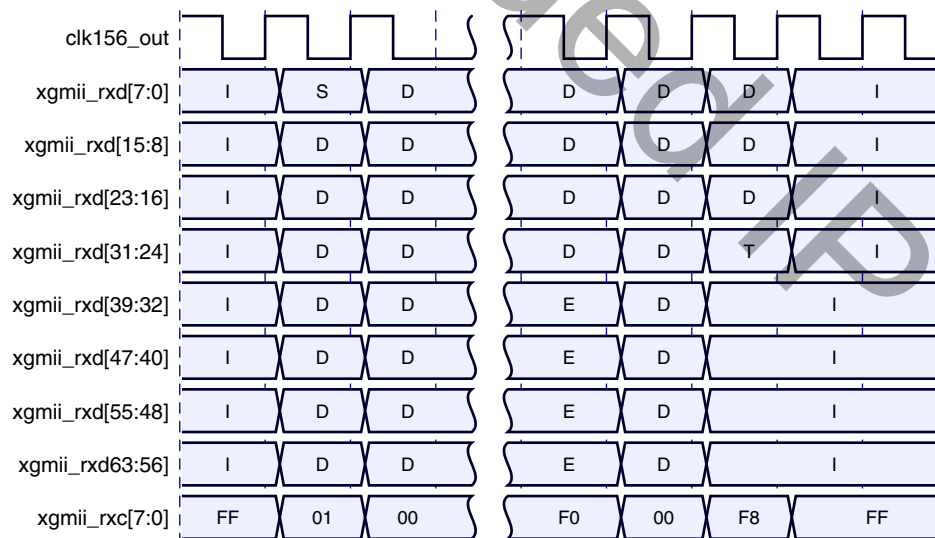 clk156_out
xgmii_rxd[7:0] I S D D D D I
xgmii_rxd[15:8] I D D D D D I
xgmii_rxd[23:16] I D D D D D I
xgmii_rxd[31:24] I D D D D T I
xgmii_rxd[39:32] I D D E D I
xgmii_rxd[47:40] I D D E D I
xgmii_rxd[55:48] I D D E D I
xgmii_rxd63:56] I D D E D I
xgmii_rxc[7:0] FF 01 00 F0 00 F8 FF
IP